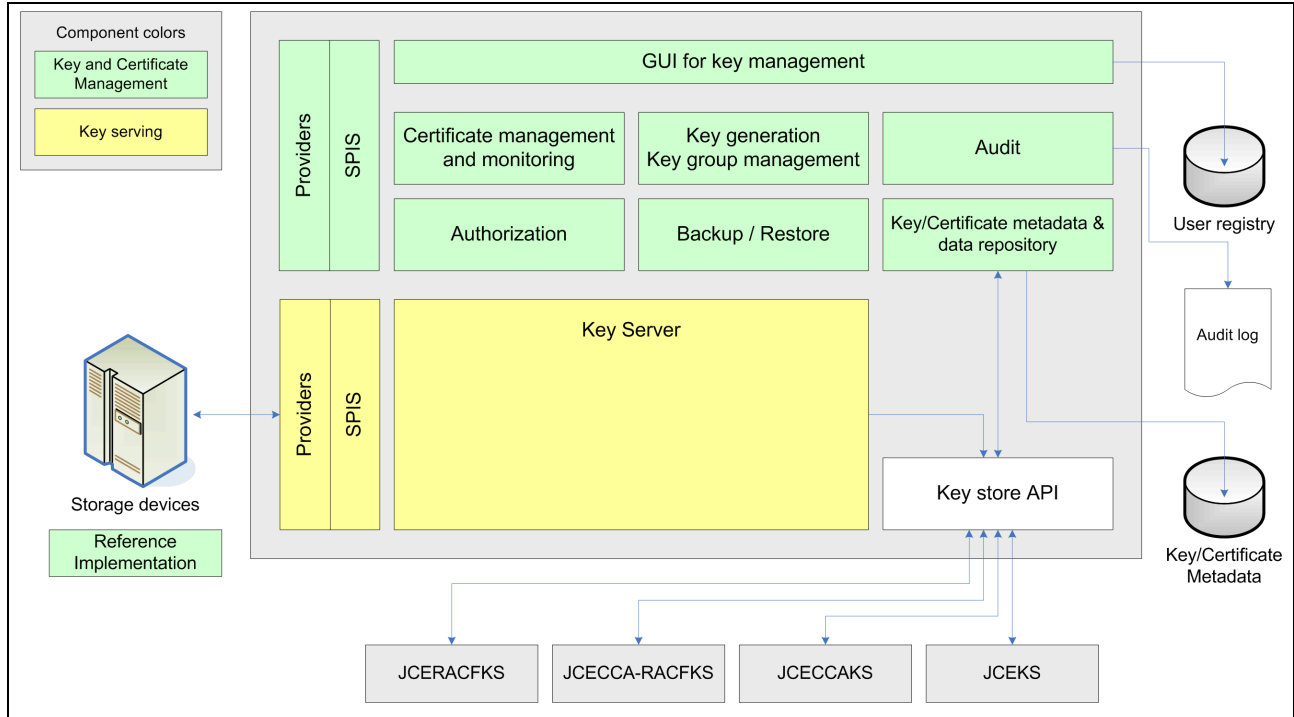 Component colors
Key and Certificate
Management
Key serving
Providers
SPIS
GUI for key management
Certificate management
and monitoring
Key generation
Key group management
Audit
Authorization
Backup / Restore
Key/Certificate metadata &
data repository
User registry
Audit log
Providers
SPIS
Key Server
Key store API
Storage devices
Reference
Implementation
Key/Certificate
Metadata
JCERACFKS
JCECCA-RACFKS
JCECCAKS
JCEKS